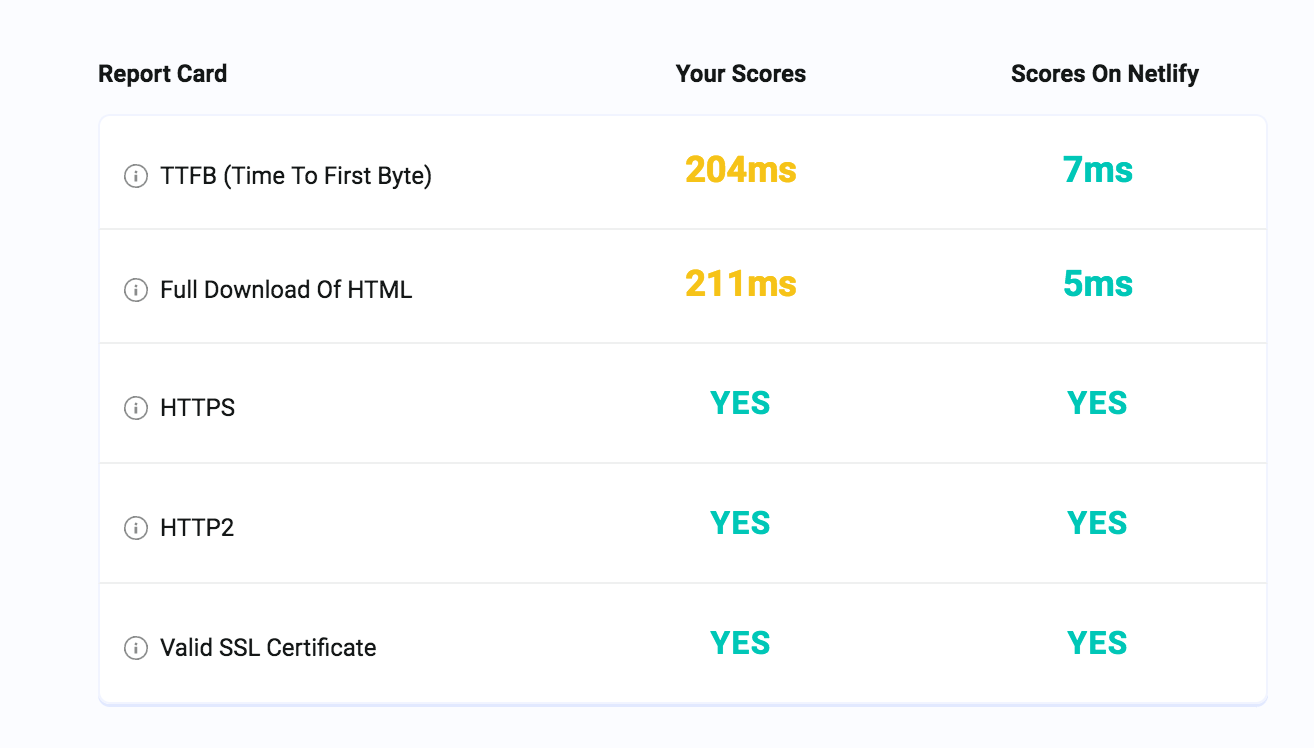 Report Card Your Scores Scores On Netlify
TTFB (Time To First Byte) 204ms 7ms
Full Download Of HTML 211ms 5ms
HTTPS YES YES
HTTP2 YES YES
Valid SSL Certificate YES YES